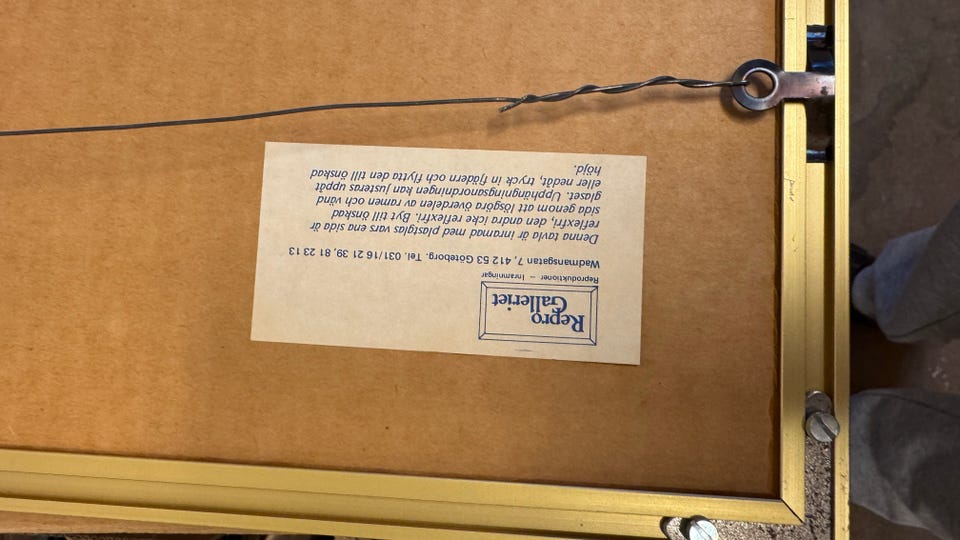 Repro
Galleriet
Reproduktioner – Inramningar
Wadmansgatan 7, 412 53 Göteborg. Tel. 031/16 21 39, 81 23 13
Denna tavla är inramad med plastglas vars ena sida är
reflexfri, den andra icke reflexfri. Byt till önskad
sida genom att lösgöra överdelen av ramen och vänd
glaset. Upphängningsanordningen kan justeras uppåt
eller nedåt, tryck in fjädern och flytta den till önskad
höjd.